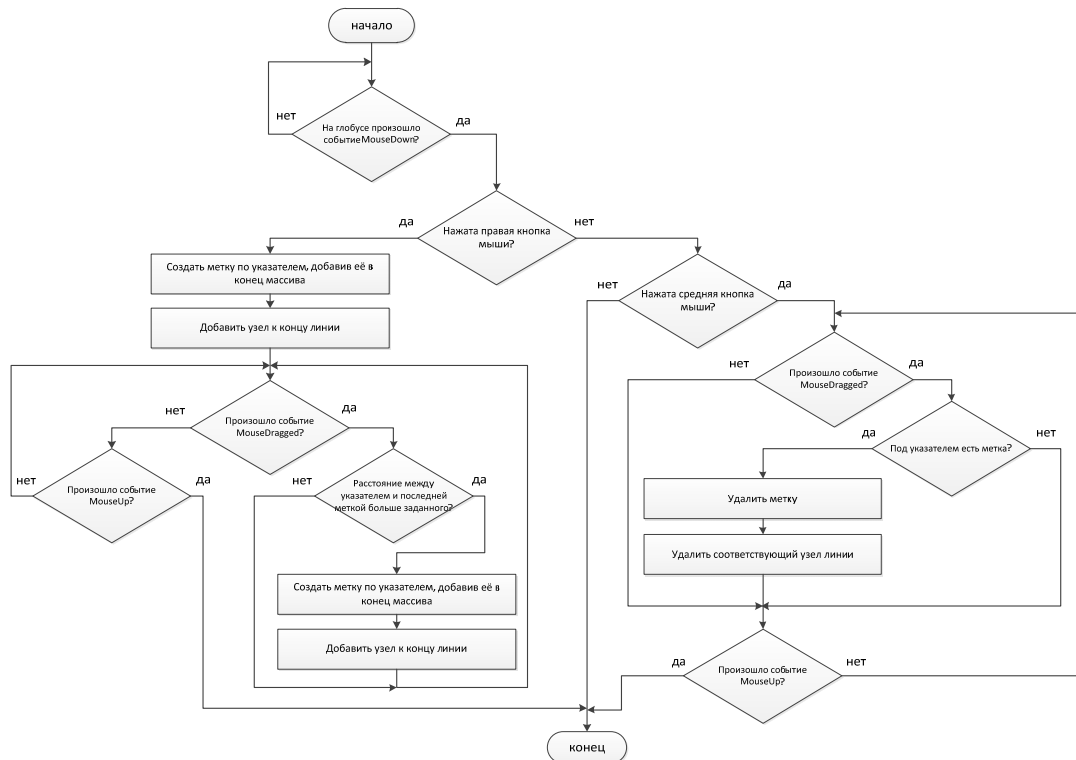 начало
На глобусе произошло
событие MouseDown?
нет
да
Нажата правая кнопка
мыши?
да
нет
Создать метку по указателем, добавив её в
конец массива
Добавить узел к концу линии
Нажата средняя кнопка
мыши?
нет
да
Произошло событие
MouseDragged?
нет
да
Произошло событие
MouseDragged?
нет
да
Под указателем есть метка?
да
нет
Произошло событие
MouseUp?
нет
да
Расстояние между
указателем и последней
меткой больше заданного?
нет
да
Удалить метку
Удалить соответствующий узел линии
Создать метку по указателем, добавив её в
конец массива
Добавить узел к концу линии
Произошло событие
MouseUp?
да
нет
конец